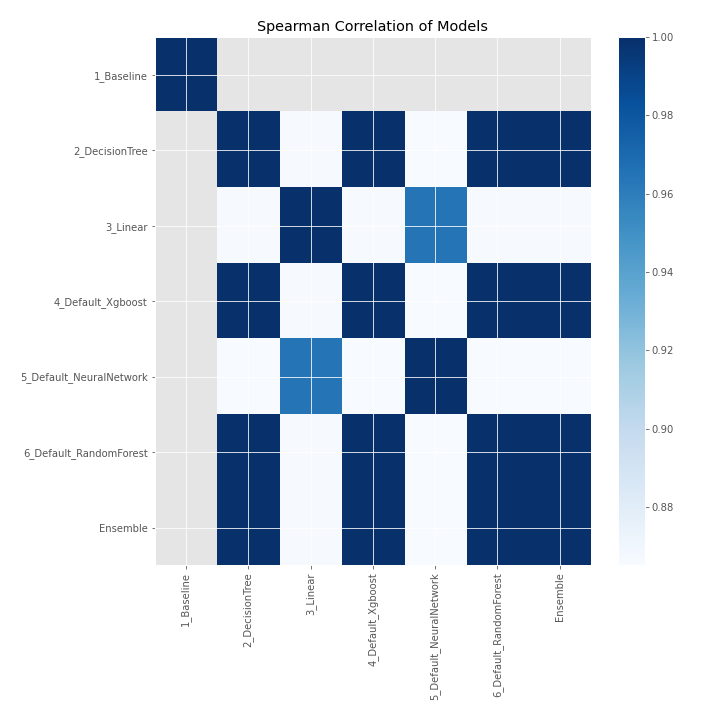 Spearman Correlation of Models
1_Baseline
2_DecisionTree
3_Linear
4_Default_Xgboost
5_Default_NeuralNetwork
6_Default_RandomForest
Ensemble
1_Baseline
2_DecisionTree
3_Linear
4_Default_Xgboost
5_Default_NeuralNetwork
6_Default_RandomForest
Ensemble
1.00
0.98
0.96
0.94
0.92
0.90
0.88